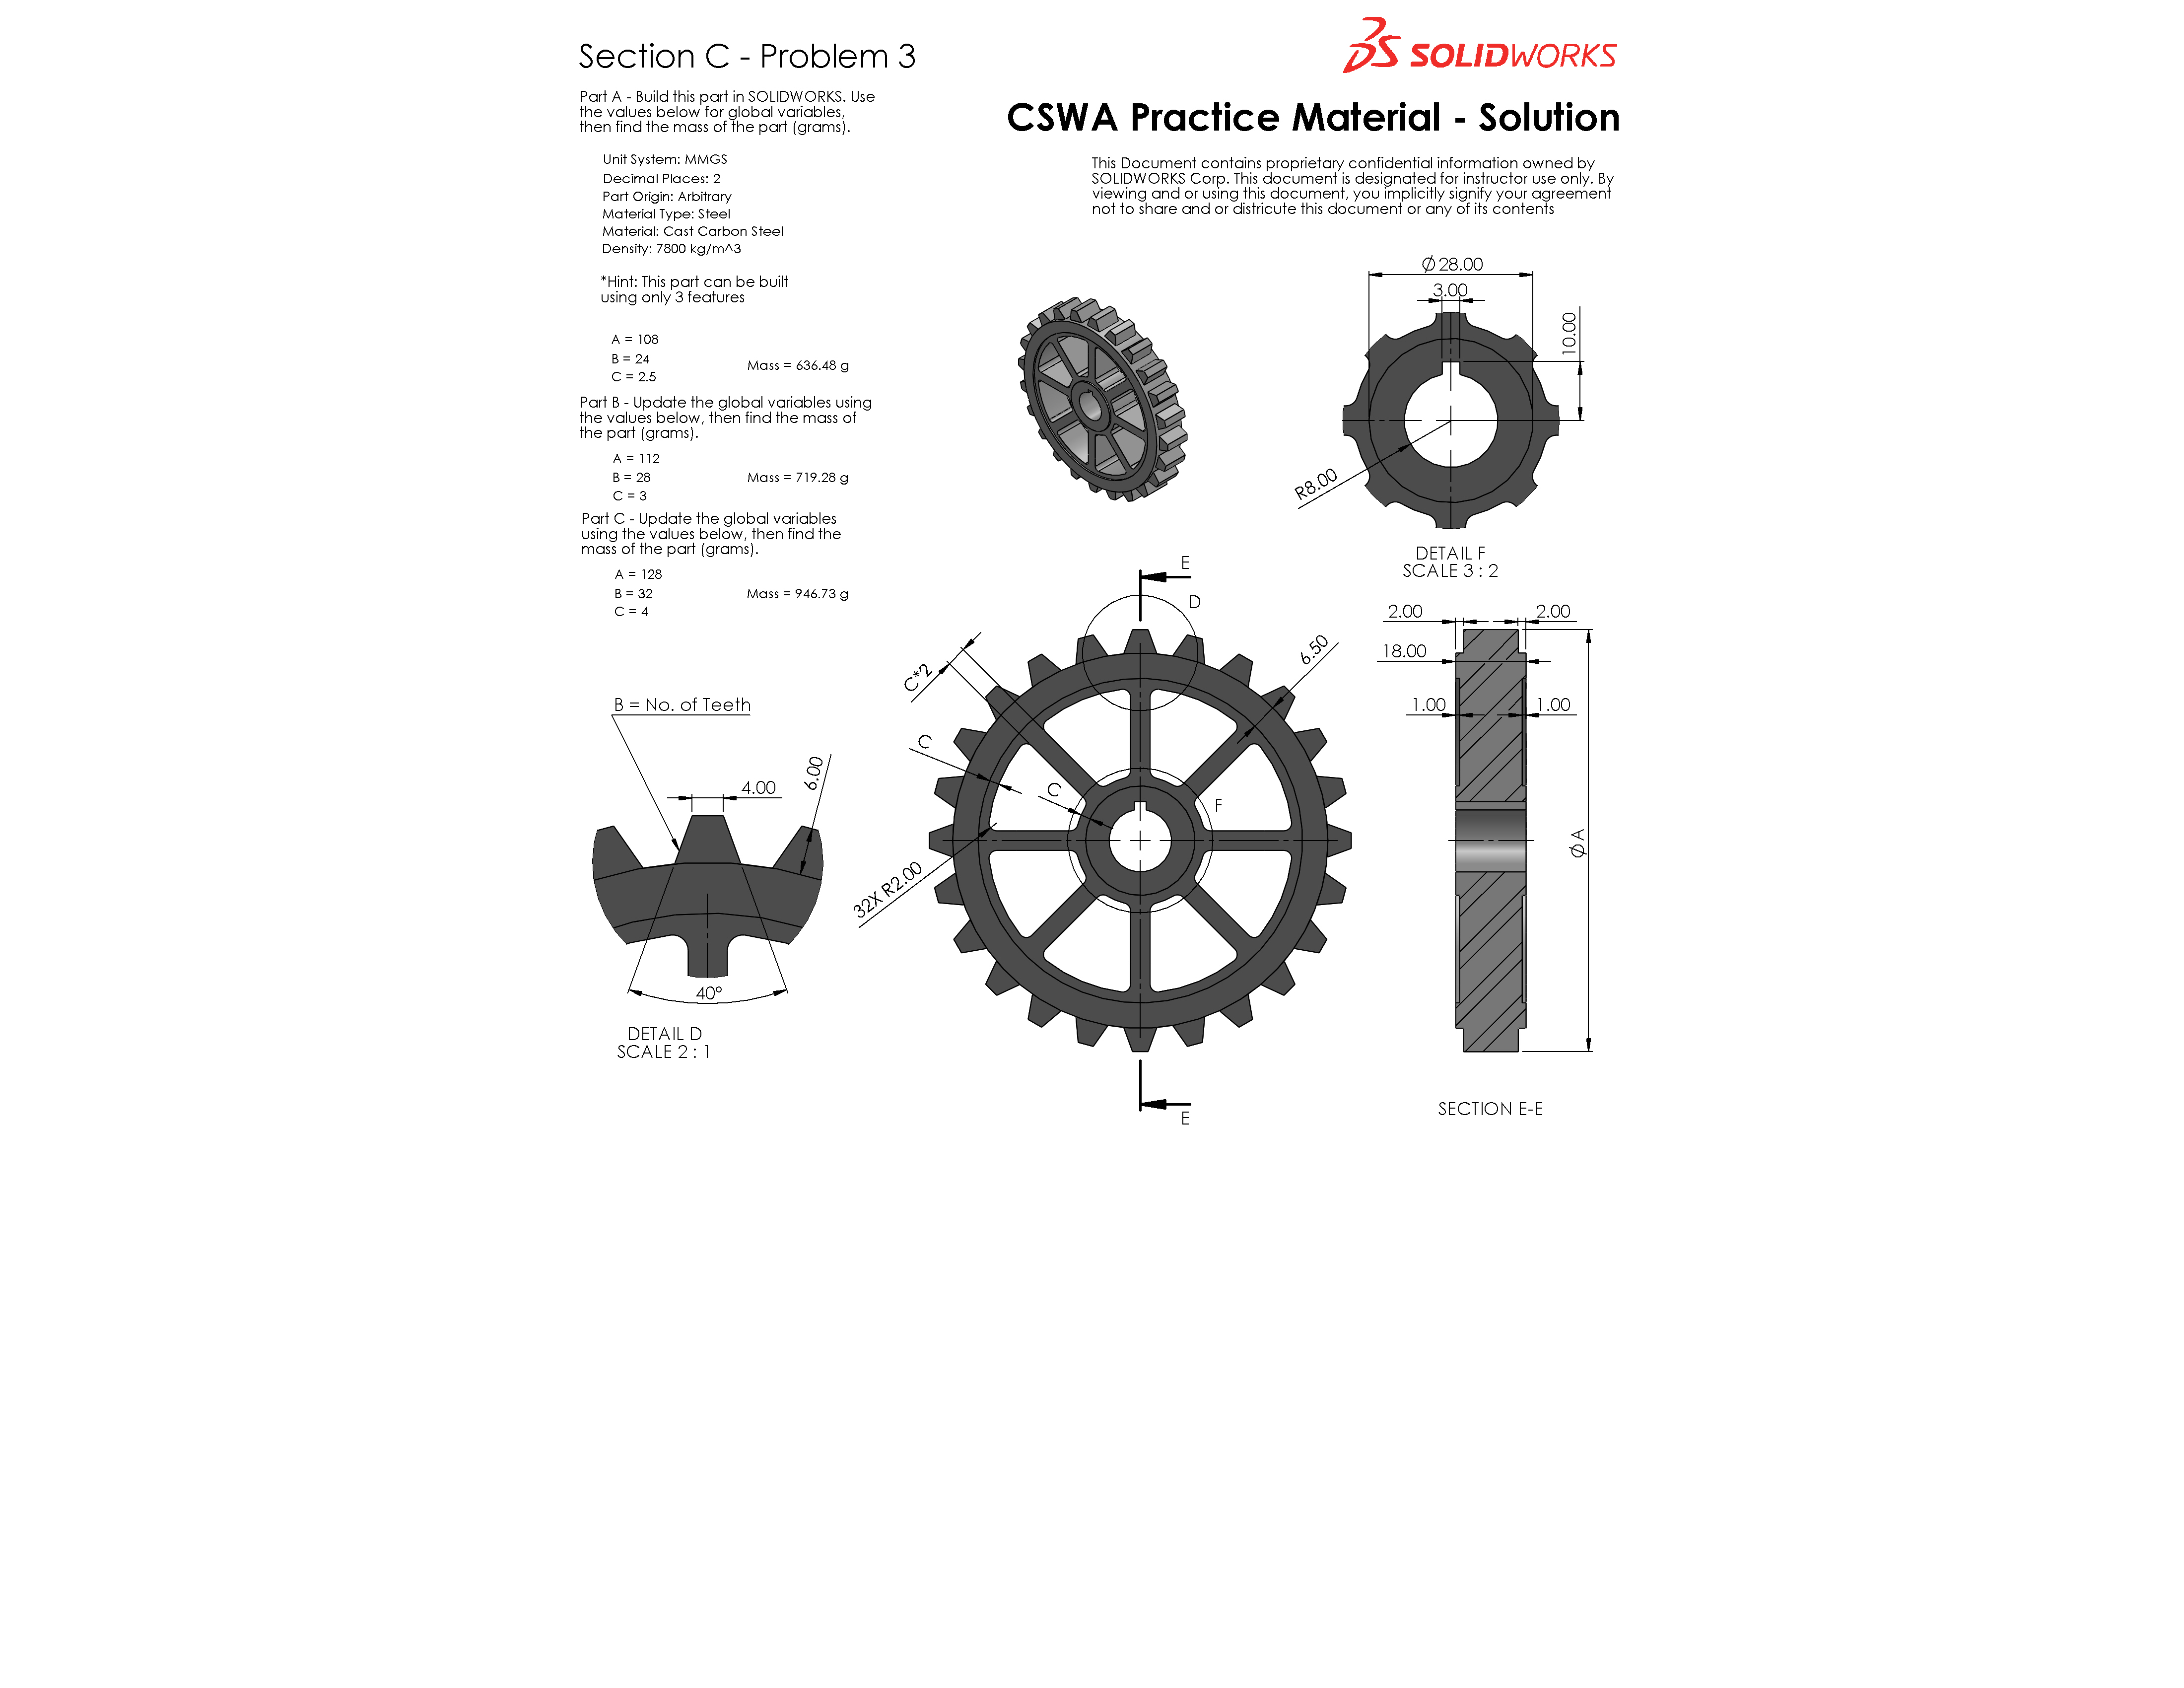 Section C - Problem 3
Part A - Build this part in SOLIDWORKS. Use
the values below for global variables,
then find the mass of the part (grams).
Unit System: MMGS
Decimal Places: 2
Part Origin: Arbitrary
Material Type: Steel
Material: Cast Carbon Steel
Density: 7800 kg/m^3
*Hint: This part can be built
using only 3 features
A = 108
B = 24
C = 2.5
Mass = 636.48 g
Part B - Update the global variables using
the values below, then find the mass of
the part (grams).
A = 112
B = 28
C = 3
Mass = 719.28 g
Part C - Update the global variables
using the values below, then find the
mass of the part (grams).
A = 128
B = 32
C = 4
Mass = 946.73 g
SOLIDWORKS
CSWA Practice Material - Solution
This Document contains proprietary confidential information owned by
SOLIDWORKS Corp. This document is designated for instructor use only. By
viewing and or using this document, you implicitly signify your agreement
not to share and or districute this document or any of its contents
Ø28.00
3.00
10.00
R8.00
DETAIL F
SCALE 3 : 2
B = No. of Teeth
4.00
6.00
40°
DETAIL D
SCALE 2 : 1
E
D
C*2
6.50
C
C
F
32X R2.00
E
2.00
2.00
18.00
1.00
1.00
ØA
SECTION E-E